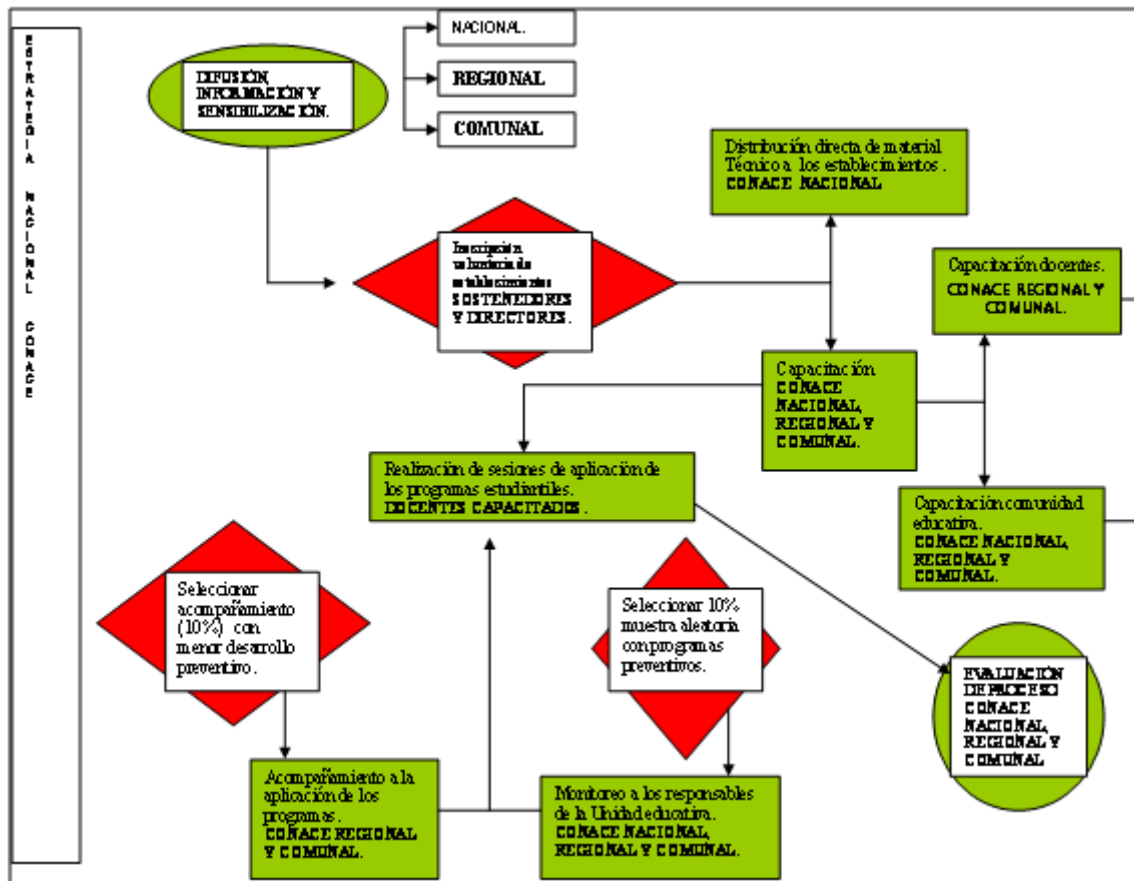 ESTRATEGIA NACIONAL CONACE
DIFUSIÓN,
INFORMACIÓN Y
SENSIBILIZACIÓN.
NACIONAL.
REGIONAL
COMUNAL
Distribución directa de material
Técnico a los establecimientos.
CONACE NACIONAL
Inscripción
voluntaria de
establecimientos
SOSTENEDORES
Y DIRECTORES.
Capacitación docentes.
CONACE REGIONAL Y
COMUNAL.
Capacitación
CONACE
NACIONAL,
REGIONAL Y
COMUNAL.
Realización de sesiones de aplicación de
los programas estudiantiles.
DOCENTES CAPACITADOS.
Capacitación comunidad
educativa.
CONACE NACIONAL,
REGIONAL Y
COMUNAL.
Seleccionar
acompañamiento
(10%) con
menor desarrollo
preventivo.
Seleccionar 10%
muestra aleatoria
con programas
preventivos.
EVALUACIÓN
DE PROCESO
CONACE
NACIONAL,
REGIONAL Y
COMUNAL
Acompañamiento a la
aplicación de los
programas.
CONACE REGIONAL
Y COMUNAL.
Monitoreo a los responsables
de la Unidad educativa.
CONACE NACIONAL,
REGIONAL Y COMUNAL.